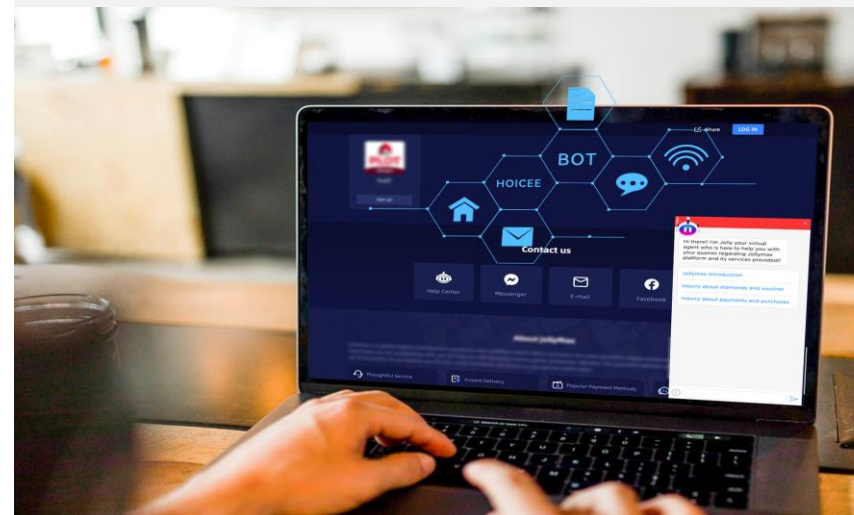 Share
LOG IN
PLOT
BOT
HOICEE
Contact us
Help Center
Messenger
E-mail
Facebook
About JollyMax
Thoughtful Service
Instant Delivery
Popular Payment Methods
Hi there!! I'm Jolly your virtual
agent who is here to help you with
your queries regarding Jollymax
platform and its services provided!!
Jollymax Introduction
Inquiry about diamonds and voucher
Inquiry about payments and purchases